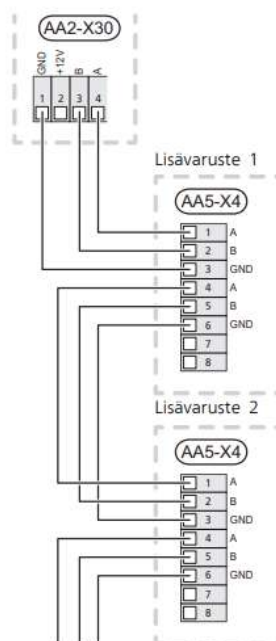 AA2-X30
GND +12V B A
1 2 3 4
Lisävaruste 1
AA5-X4
1 A
2 B
3 GND
4 A
5 B
6 GND
7
8
Lisävaruste 2
AA5-X4
1 A
2 B
3 GND
4 A
5 B
6 GND
7
8